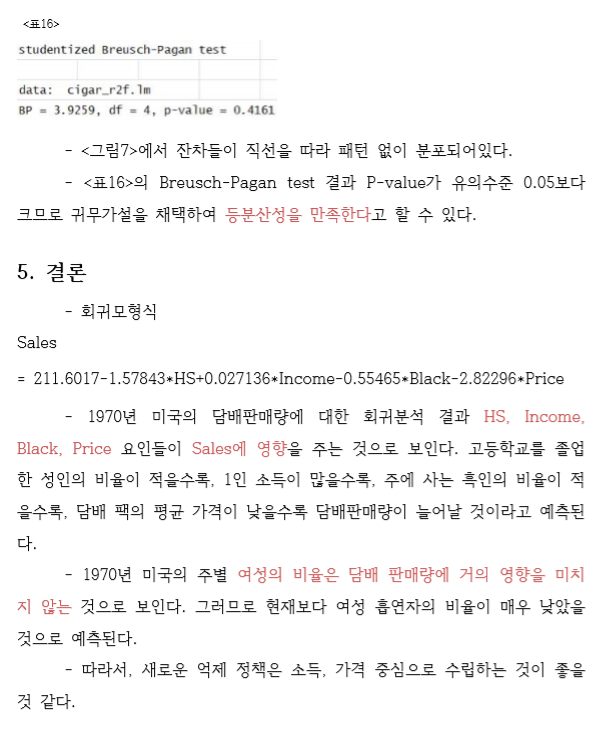 <표16>
studentized Breusch-Pagan test
data: cigar_r2f.lm
BP = 3.9259, df = 4, p-value = 0.4161
- <그림7>에서 잔차들이 직선을 따라 패턴 없이 분포되어있다.
- <표16>의 Breusch-Pagan test 결과 P-value가 유의수준 0.05보다
크므로 귀무가설을 채택하여 등분산성을 만족한다고 할 수 있다.
5. 결론
- 회귀모형식
Sales
= 211.6017-1.57843*HS+0.027136*Income-0.55465*Black-2.82296*Price
- 1970년 미국의 담배판매량에 대한 회귀분석 결과 HS, Income,
Black, Price 요인들이 Sales에 영향을 주는 것으로 보인다. 고등학교를 졸업
한 성인의 비율이 적을수록, 1인 소득이 많을수록, 주에 사는 흑인의 비율이 적
을수록, 담배 팩의 평균 가격이 낮을수록 담배판매량이 늘어날 것이라고 예측된
다.
- 1970년 미국의 주별 여성의 비율은 담배 판매량에 거의 영향을 미치
지 않는 것으로 보인다. 그러므로 현재보다 여성 흡연자의 비율이 매우 낮았을
것으로 예측된다.
- 따라서, 새로운 억제 정책은 소득, 가격 중심으로 수립하는 것이 좋을
것 같다.